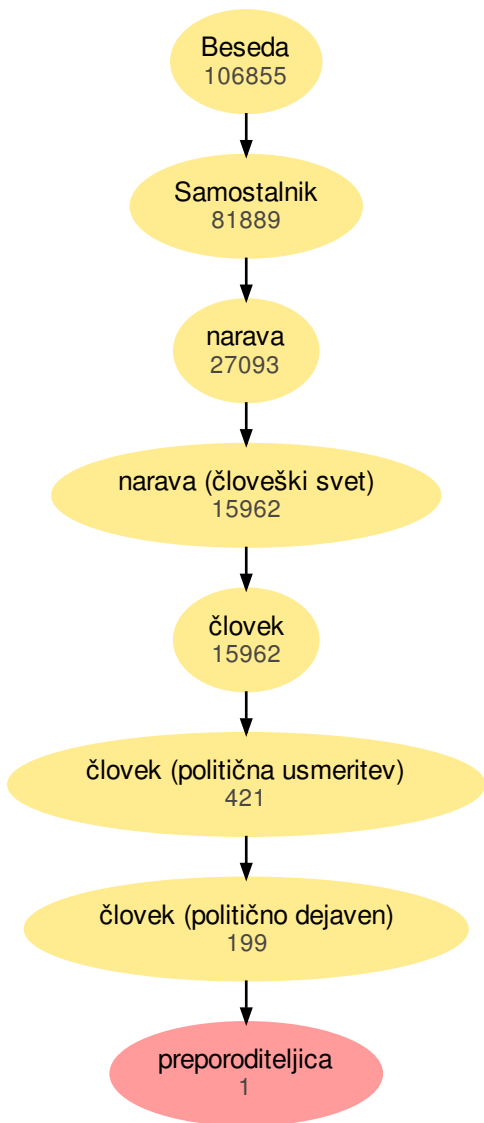 Beseda
106855
Samostalnik
81889
narava
27093
narava (človeški svet)
15962
človek
15962
človek (politična usmeritev)
421
človek (politično dejaven)
199
preporoditeljica
1